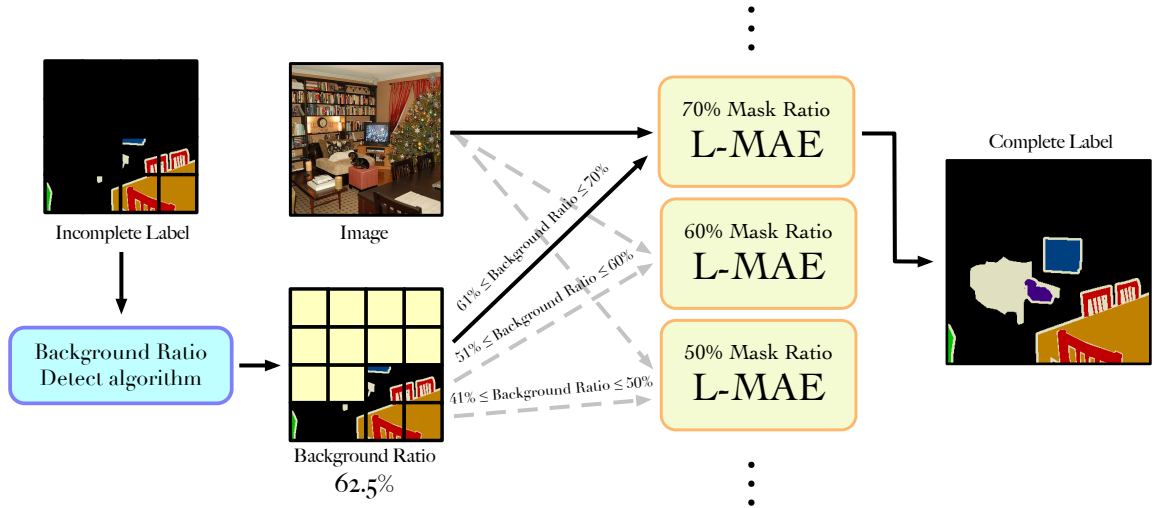 Incomplete Label
Image
Background Ratio
Detect algorithm
Background Ratio
62.5%
61% ≤ Background Ratio ≤ 70%
51% ≤ Background Ratio ≤ 60%
41% ≤ Background Ratio ≤ 50%
70% Mask Ratio
L-MAE
60% Mask Ratio
L-MAE
50% Mask Ratio
L-MAE
Complete Label